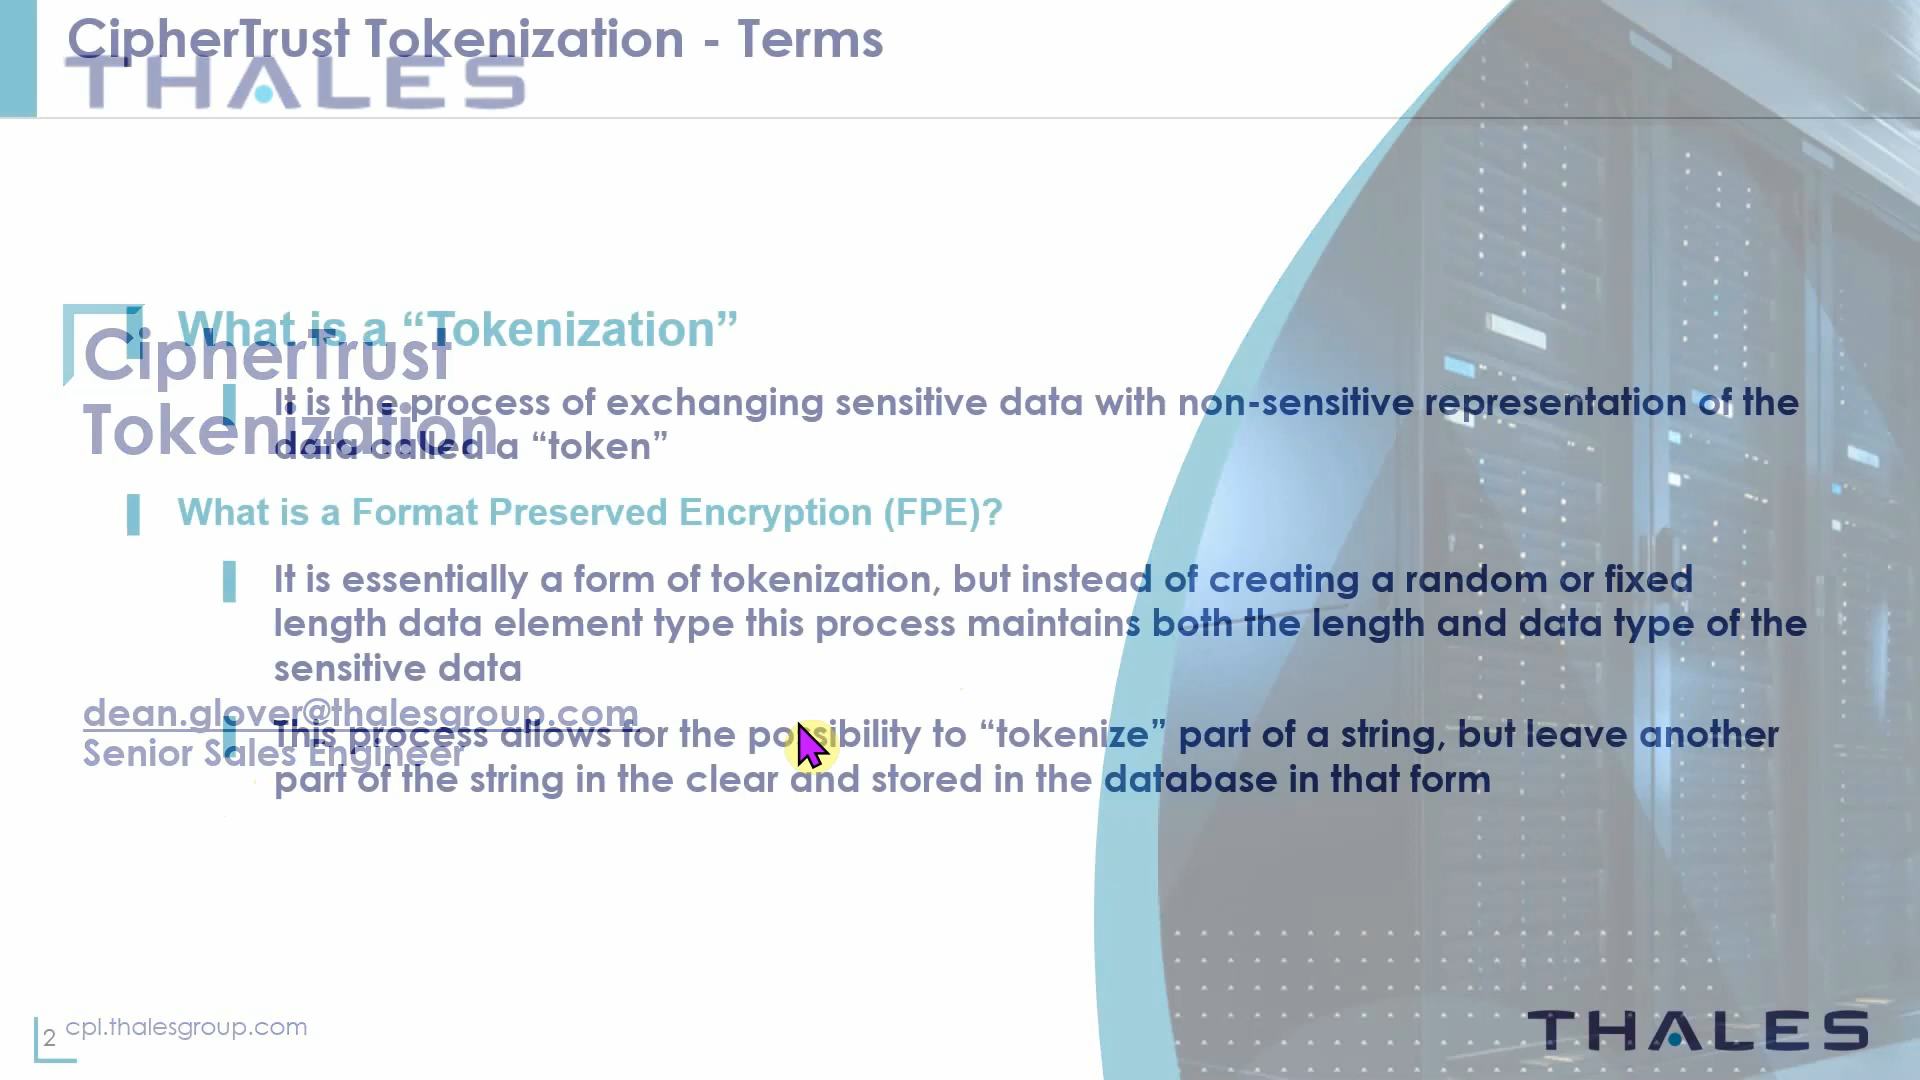 CipherTrust Tokenization - Terms
THALES
What is a “Tokenization”
CipherTrust
Tokenization
It is the process of exchanging sensitive data with non-sensitive representation of the
data called a “token”
What is a Format Preserved Encryption (FPE)?
It is essentially a form of tokenization, but instead of creating a random or fixed
length data element type this process maintains both the length and data type of the
sensitive data
dean.glover@thalesgroup.com
Senior Sales Engineer
This process allows for the possibility to “tokenize” part of a string, but leave another
part of the string in the clear and stored in the database in that form
2
cpl.thalesgroup.com
THALES